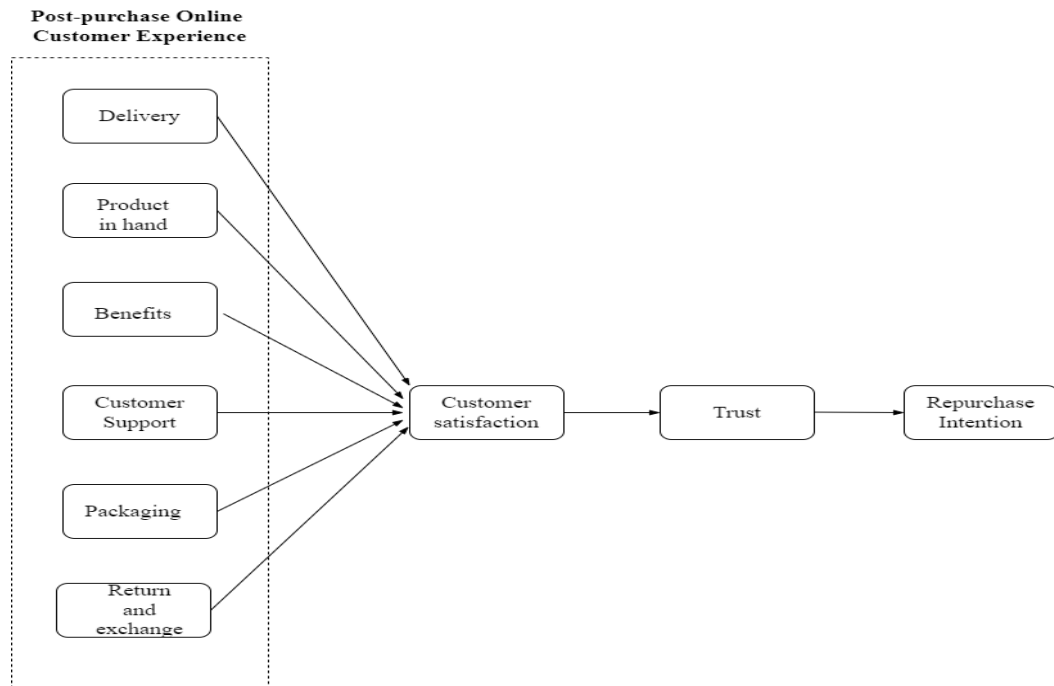 Post-purchase Online
Customer Experience
Delivery
Product
in hand
Benefits
Customer
Support
Packaging
Return
and
exchange
Customer
satisfaction
Trust
Repurchase
Intention